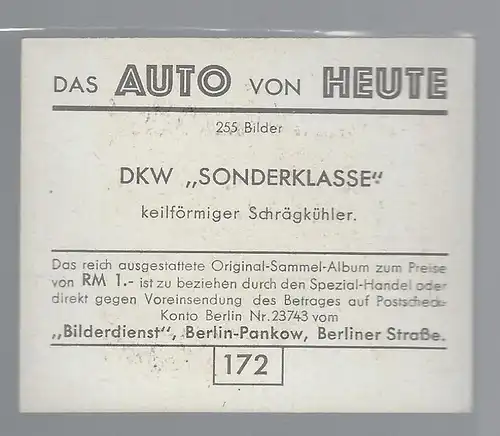 DAS AUTO VON HEUTE
255 Bilder
DKW „SONDERKLASSE"
keilförmiger Schrägkühler.
Das reich ausgestattete Original-Sammel-Album zum Preise
von RM 1.- ist zu beziehen durch den Spezial-Handel oder
direkt gegen Voreinsendung des Betrages auf Postscheck-
Konto Berlin Nr. 23743 vom
„Bilderdienst", Berlin-Pankow, Berliner Straße.
172